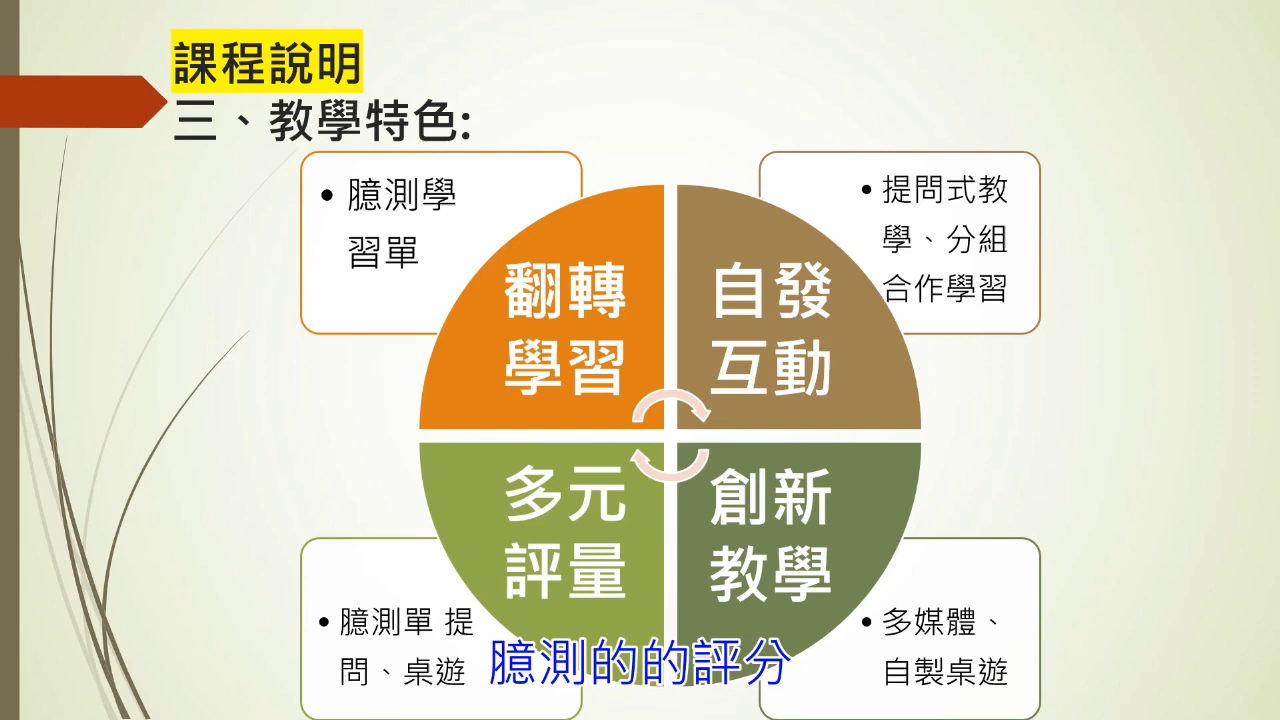 課程說明
三、教學特色:
• 臆測學
習單
• 提問式教
學、分組
合作學習
翻轉
學習
自發
互動
多元
評量
創新
教學
• 臆測單 提
問、桌遊
• 多媒體、
自製桌遊
臆測的的評分